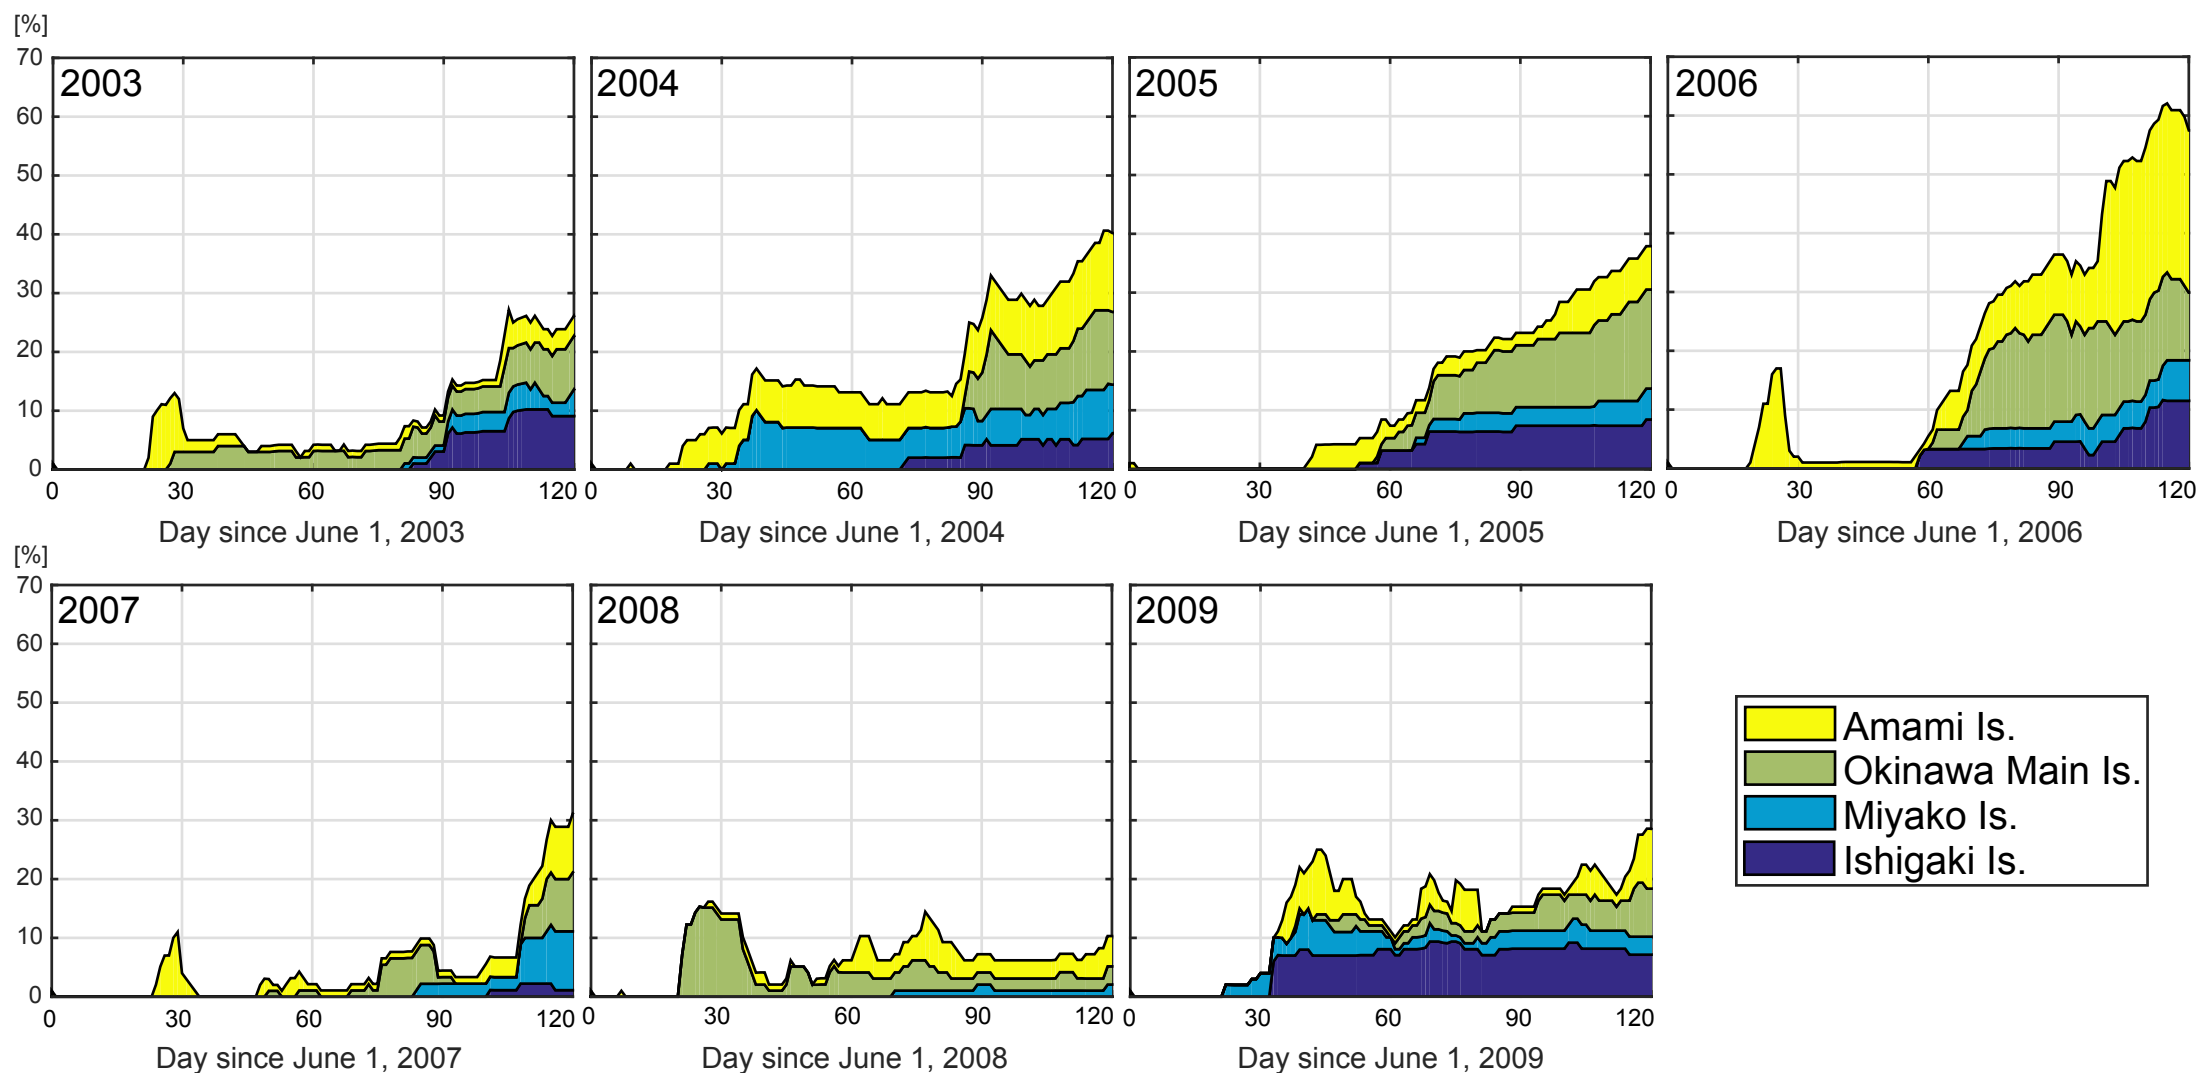 [%]
70
60
50
40
30
20
10
0
2003
2004
2005
2006
0 30 60 90 120
0 30 60 90 120
0 30 60 90 120
0 30 60 90 120
Day since June 1, 2003
Day since June 1, 2004
Day since June 1, 2005
Day since June 1, 2006
[%]
70
60
50
40
30
20
10
0
2007
2008
2009
0 30 60 90 120
0 30 60 90 120
0 30 60 90 120
Day since June 1, 2007
Day since June 1, 2008
Day since June 1, 2009
Amami Is.
Okinawa Main Is.
Miyako Is.
Ishigaki Is.